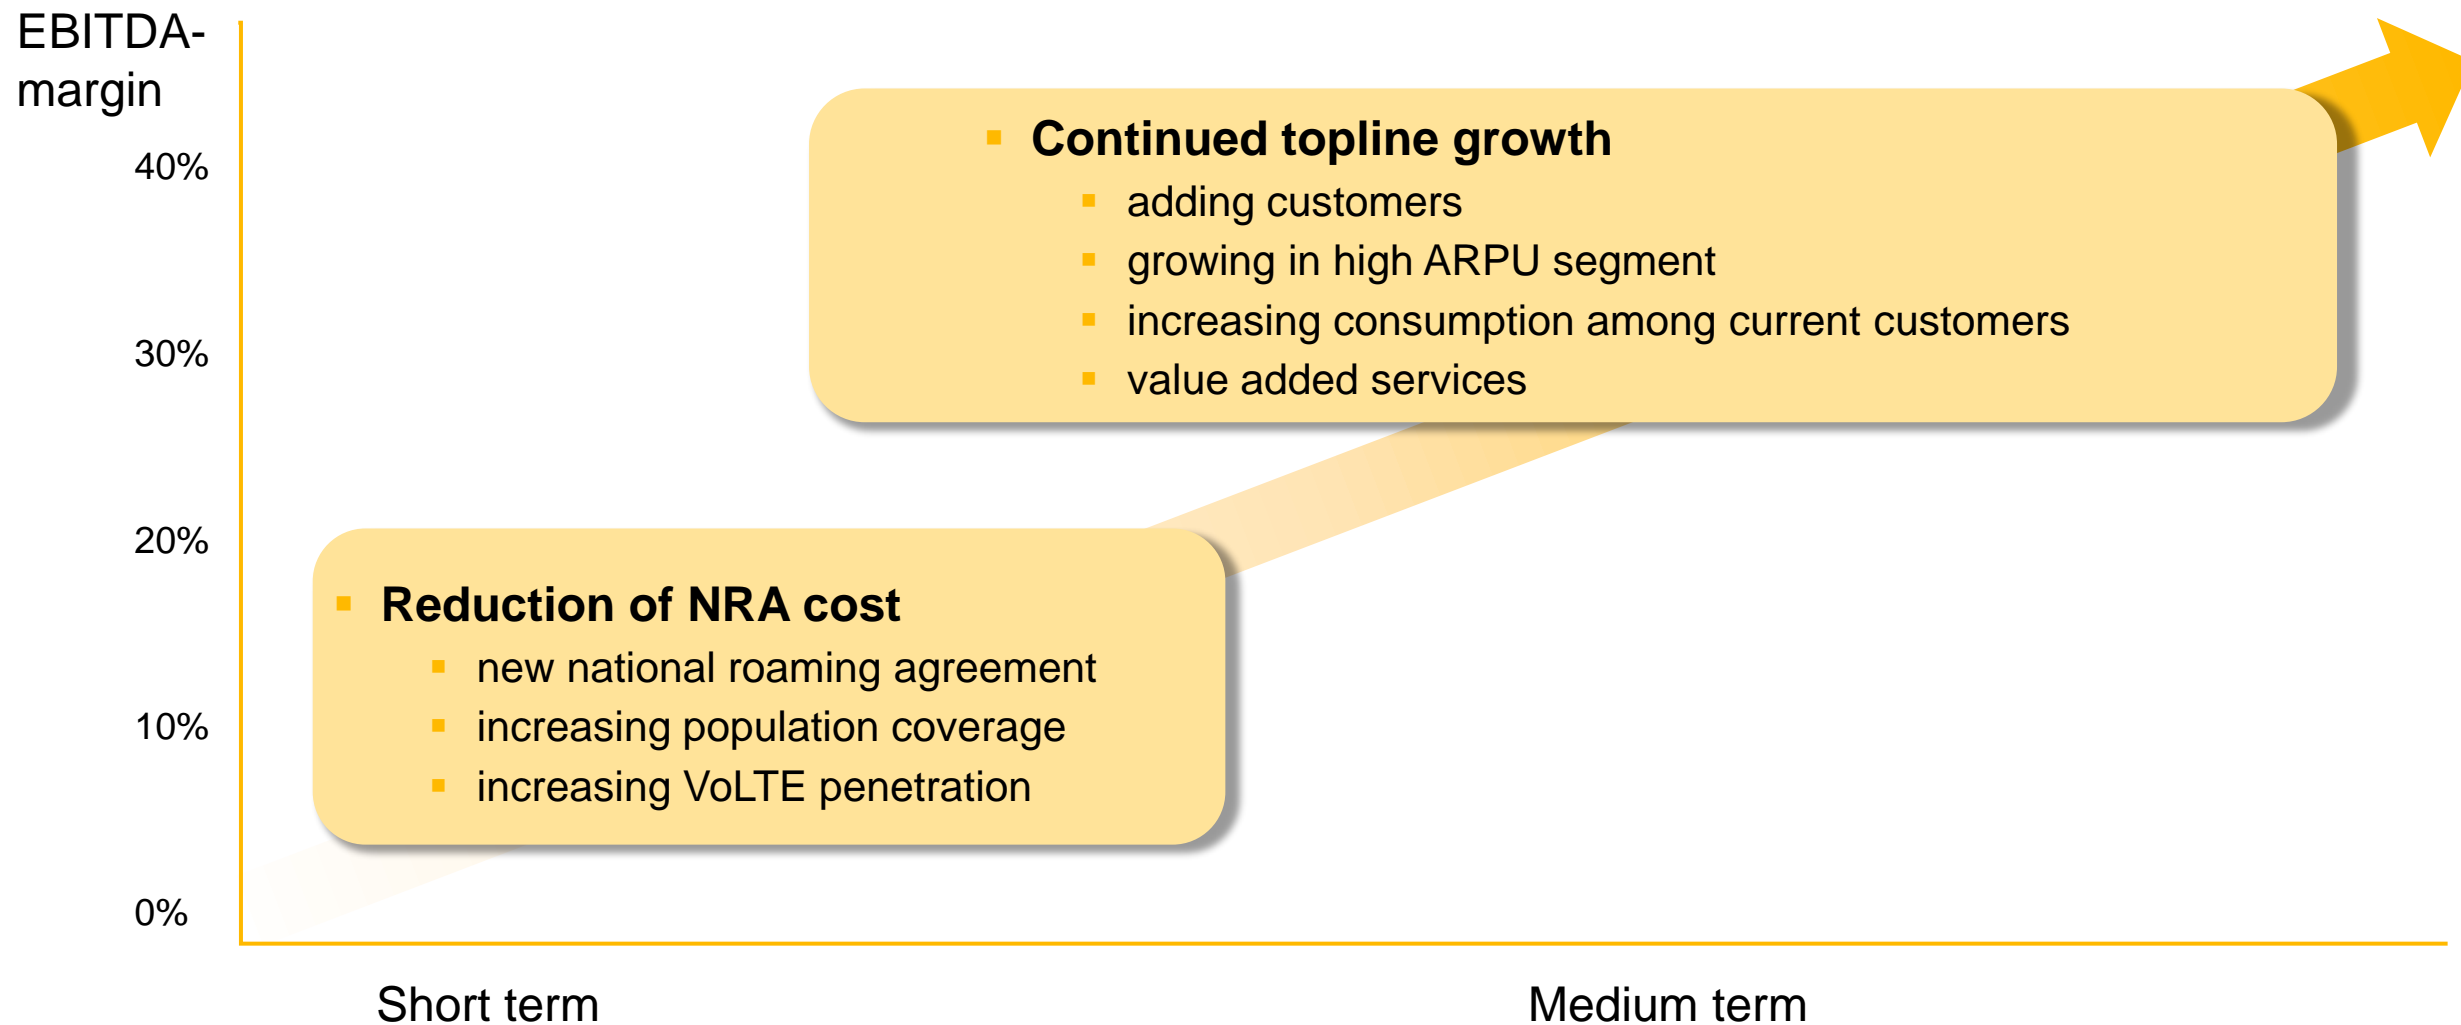 EBITDA-
margin
40%
30%
20%
10%
0%
Continued topline growth
adding customers
growing in high ARPU segment
increasing consumption among current customers
value added services
Reduction of NRA cost
new national roaming agreement
increasing population coverage
increasing VoLTE penetration
Short term
Medium term